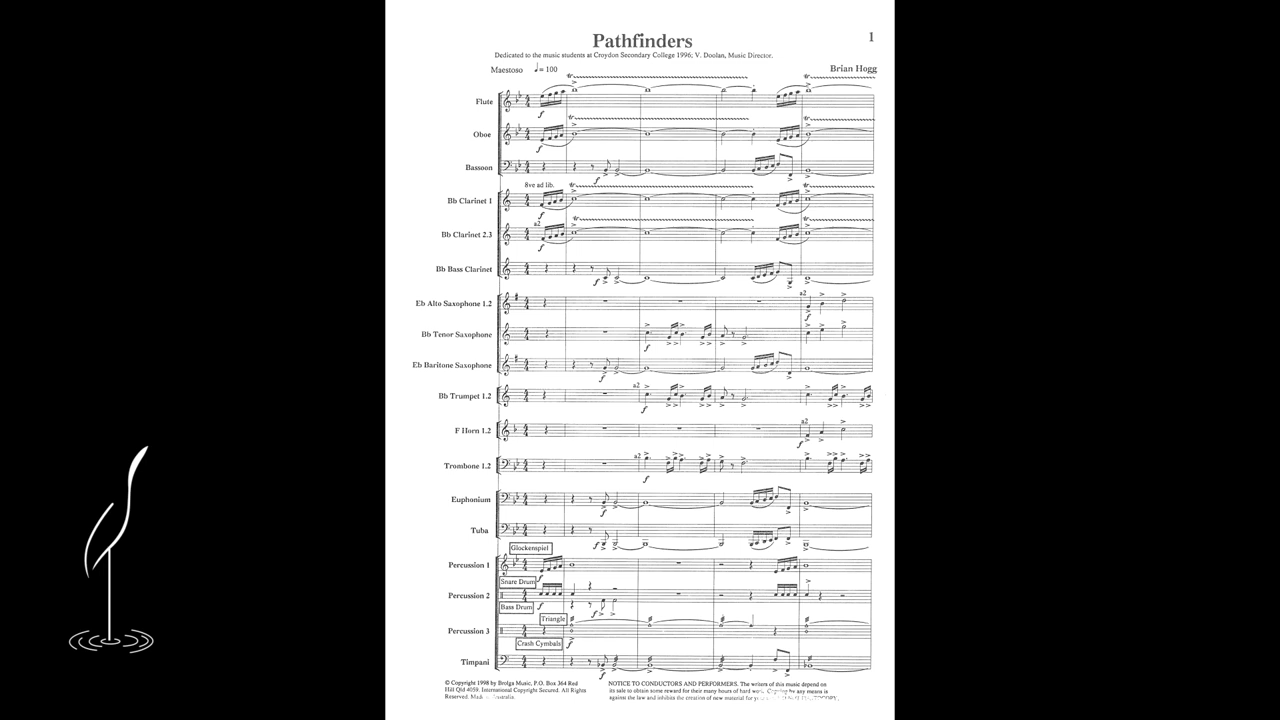 Pathfinders
1
Dedicated to the music students at Croydon Secondary College 1996; V. Doolan, Music Director.
Maestoso ♩= 100
Brian Hogg
Flute
f
Oboe
f
Bassoon
f
8ve ad lib.
Bb Clarinet 1
f
a2
Bb Clarinet 2.3
f
Bb Bass Clarinet
f
a2
Eb Alto Saxophone 1.2
f
Bb Tenor Saxophone
f
Eb Baritone Saxophone
f
a2
Bb Trumpet 1.2
f
a2
F Horn 1.2
f
a2
Trombone 1.2
f
Euphonium
f
Tuba
f
Glockenspiel
Percussion 1
f
Snare Drum
Percussion 2
Bass Drum
f
f
Triangle
Percussion 3
Crash Cymbals
f
Timpani
f
© Copyright 1998 by Brolga Music, P.O. Box 364 Red
Hill Qld 4059. International Copyright Secured. All Rights
Reserved.
NOTICE TO CONDUCTORS AND PERFORMERS. The writers of this music depend on
its sale to obtain some reward for their many hours of hard work. Copying by any means is
against the law and inhibits the creation of new material for